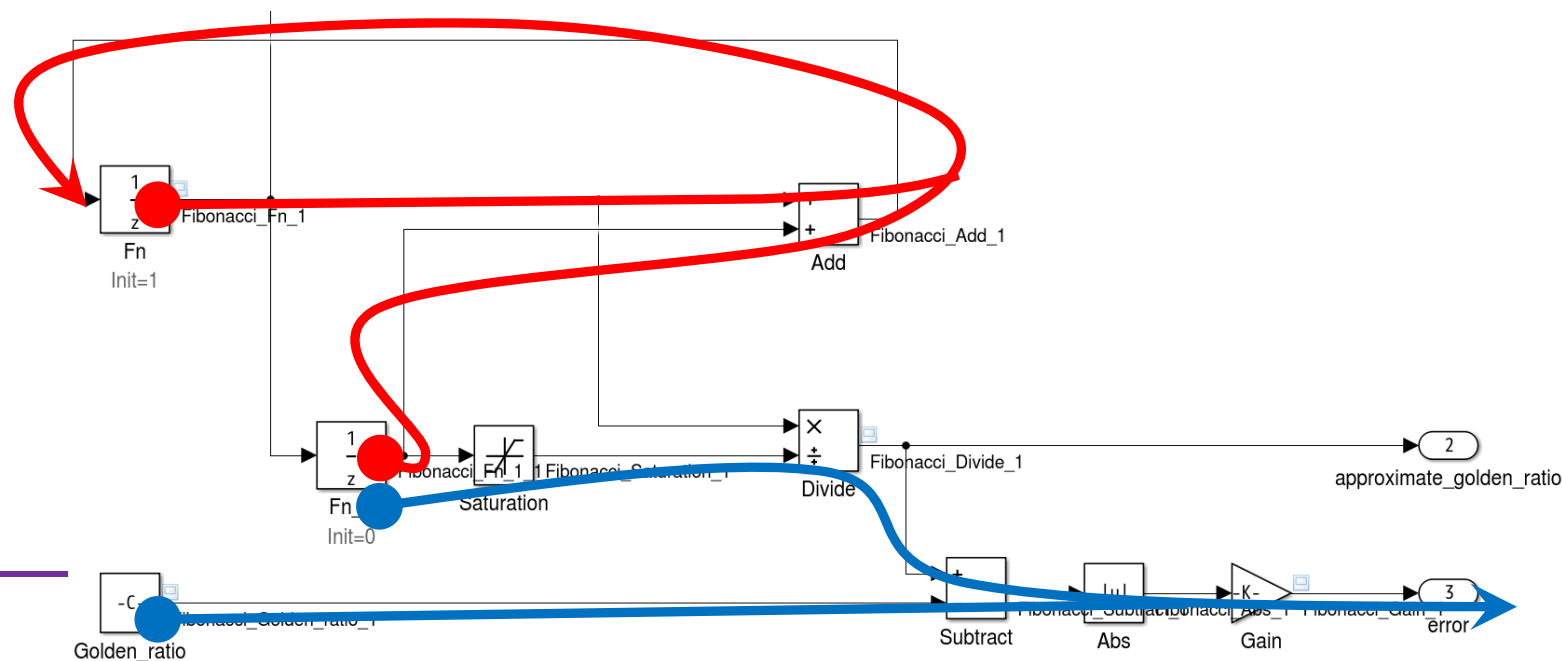 1
z
Fibonacci_Fn_1
Fn
Init=1
+
Fibonacci_Add_1
Add
1
z
Fibonacci_Fn_1_1
Fibonacci_Saturation_1
Saturation
Init=0
×
÷
Fibonacci_Divide_1
Divide
2
approximate_golden_ratio
-C-
Golden_ratio
+
Subtract
|u|
Abs
-K-
Gain
3
error